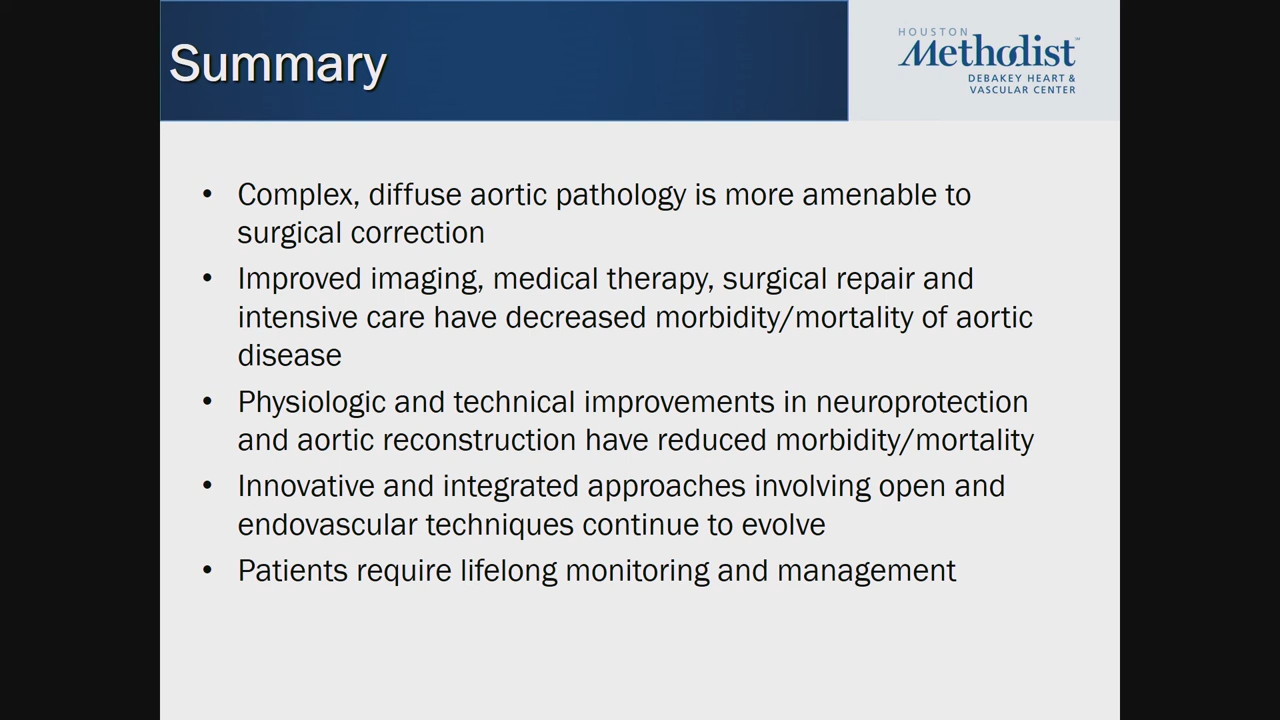 Summary
HOUSTON
Methodist
DEBAKEY HEART &
VASCULAR CENTER
• Complex, diffuse aortic pathology is more amenable to
surgical correction
• Improved imaging, medical therapy, surgical repair and
intensive care have decreased morbidity/mortality of aortic
disease
• Physiologic and technical improvements in neuroprotection
and aortic reconstruction have reduced morbidity/mortality
• Innovative and integrated approaches involving open and
endovascular techniques continue to evolve
• Patients require lifelong monitoring and management